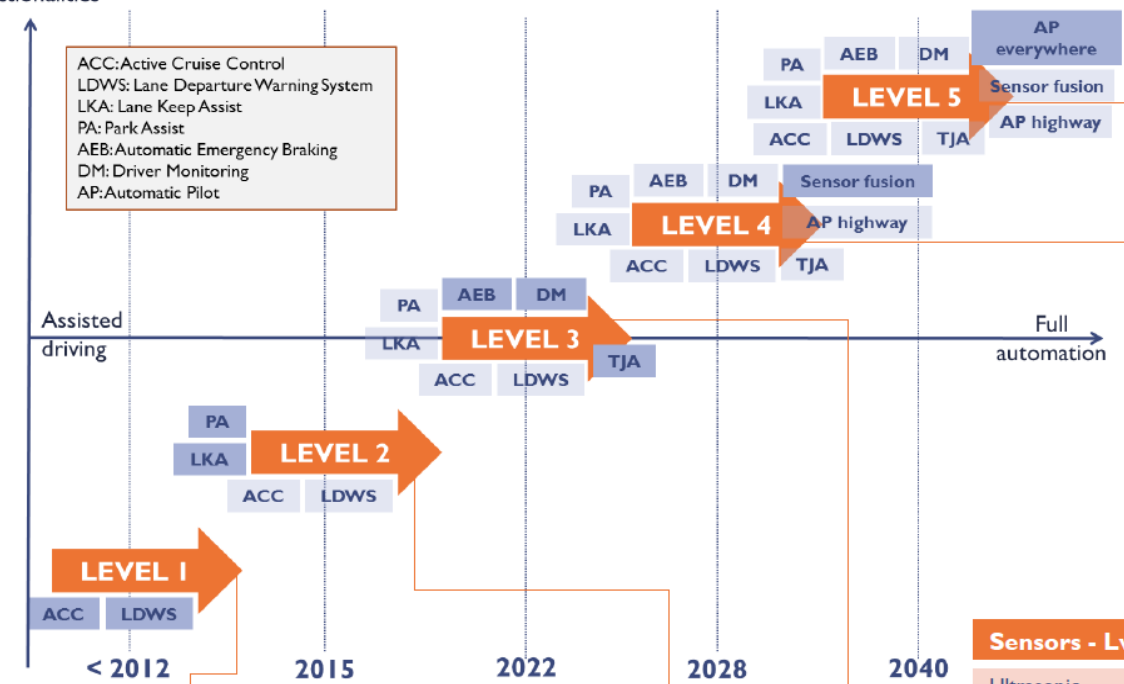 ACC: Active Cruise Control
LDWS: Lane Departure Warning System
LKA: Lane Keep Assist
PA: Park Assist
AEB: Automatic Emergency Braking
DM: Driver Monitoring
AP: Automatic Pilot
AP
everywhere
PA
AEB
DM
Sensor fusion
LKA
LEVEL 5
AP highway
ACC
LDWS
TJA
PA
AEB
DM
Sensor fusion
LKA
LEVEL 4
AP highway
ACC
LDWS
TJA
PA
AEB
DM
Assisted
driving
LKA
LEVEL 3
TJA
Full
automation
ACC
LDWS
PA
LKA
LEVEL 2
ACC
LDWS
LEVEL 1
ACC
LDWS
< 2012
2015
2022
2028
2040
Sensors - Lv